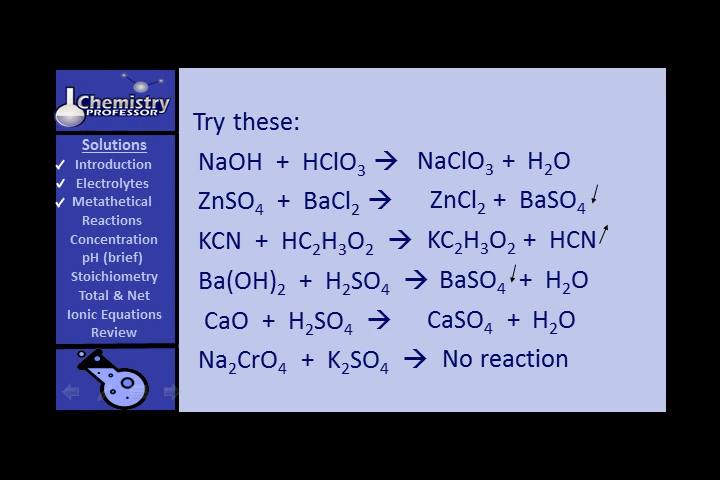 Chemistry
PROFESSOR
Solutions
✓ Introduction
✓ Electrolytes
✓ Metathetical
Reactions
Concentration
pH (brief)
Stoichiometry
Total & Net
Ionic Equations
Review
Try these:
NaOH + HClO₃ → NaClO₃ + H₂O
ZnSO₄ + BaCl₂ → ZnCl₂ + BaSO₄↓
KCN + HC₂H₃O₂ → KC₂H₃O₂ + HCN↑
Ba(OH)₂ + H₂SO₄ → BaSO₄↓ + H₂O
CaO + H₂SO₄ → CaSO₄ + H₂O
Na₂CrO₄ + K₂SO₄ → No reaction